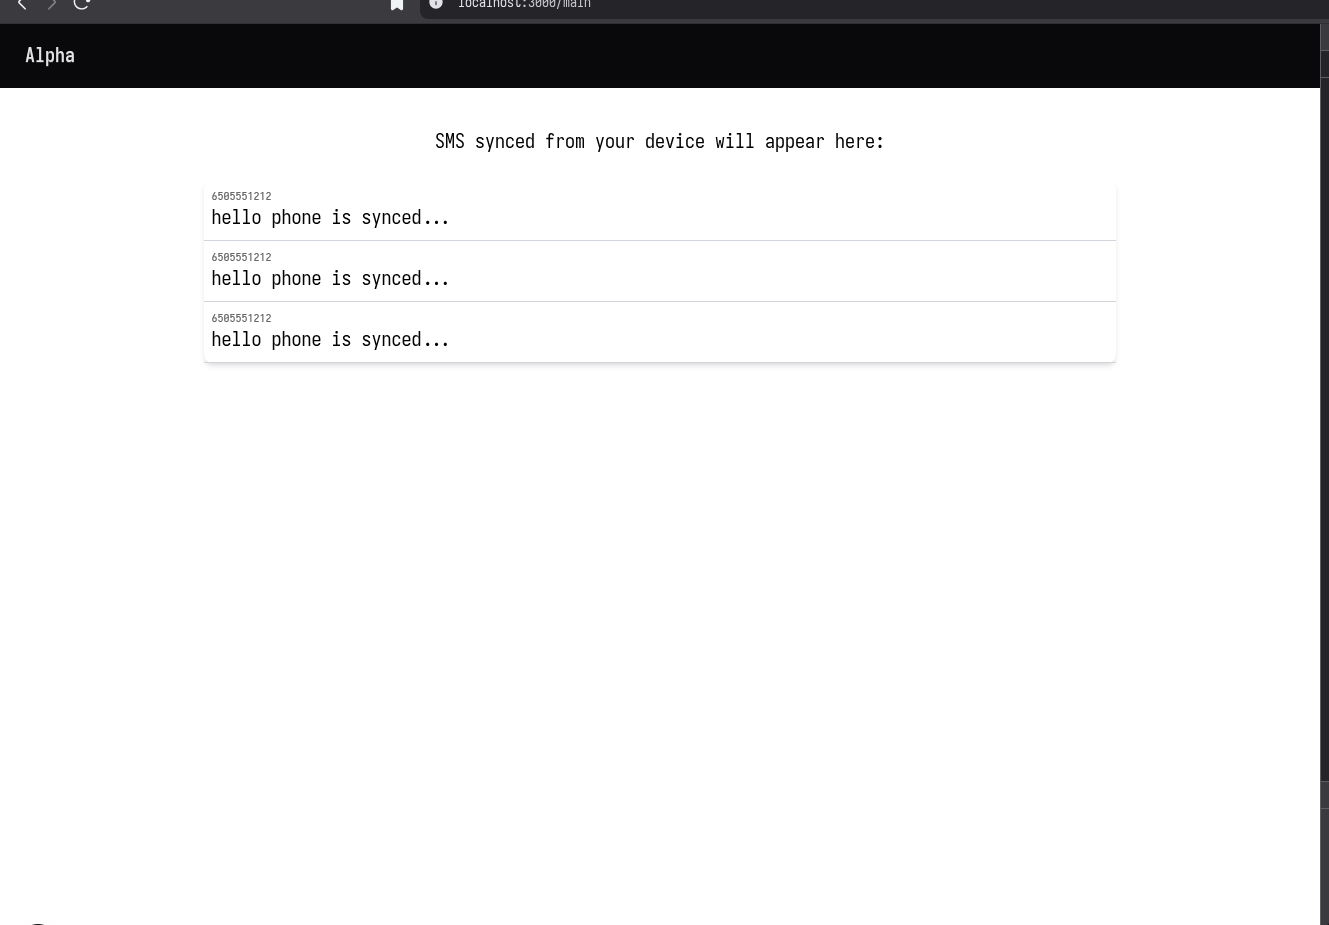 localhost:3000/main
Alpha
SMS synced from your device will appear here:
6505551212
hello phone is synced...
6505551212
hello phone is synced...
6505551212
hello phone is synced...